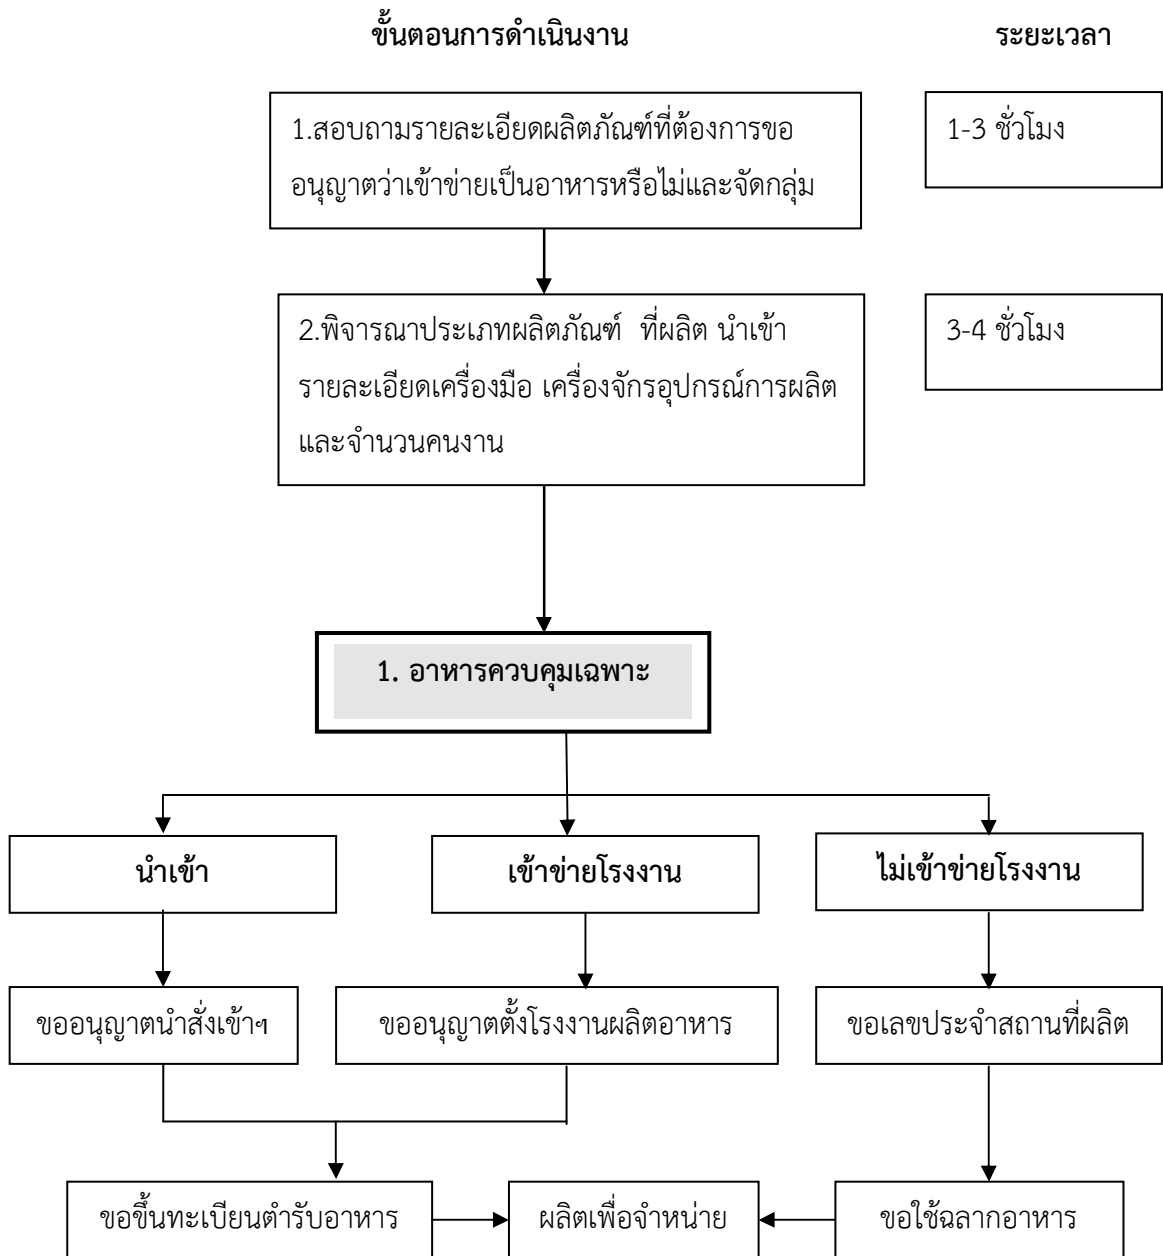 ขั้นตอนการดำเนินงาน ระยะเวลา
1.สอบถามรายละเอียดผลิตภัณฑ์ที่ต้องการขอ
อนุญาตว่าเข้าข่ายเป็นอาหารหรือไม่และจัดกลุ่ม
1-3 ชั่วโมง
2.พิจารณาประเภทผลิตภัณฑ์ ที่ผลิต นำเข้า
รายละเอียดเครื่องมือ เครื่องจักรอุปกรณ์การผลิต
และจำนวนคนงาน
3-4 ชั่วโมง
1. อาหารควบคุมเฉพาะ
นำเข้า
เข้าข่ายโรงงาน
ไม่เข้าข่ายโรงงาน
ขออนุญาตนำสั่งเข้าฯ
ขออนุญาตตั้งโรงงานผลิตอาหาร
ขอเลขประจำสถานที่ผลิต
ขอขึ้นทะเบียนตำรับอาหาร
ผลิตเพื่อจำหน่าย
ขอใช้ฉลากอาหาร